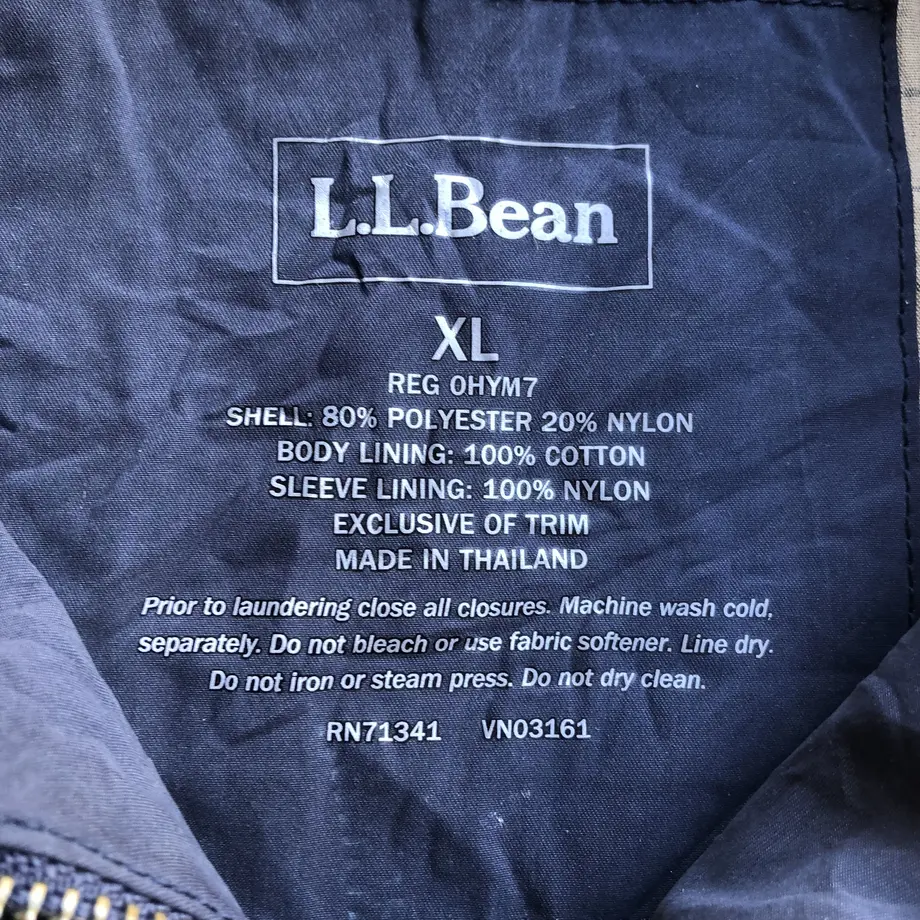 L.L.Bean
XL
REG OHYM7
SHELL: 80% POLYESTER 20% NYLON
BODY LINING: 100% COTTON
SLEEVE LINING: 100% NYLON
EXCLUSIVE OF TRIM
MADE IN THAILAND
Prior to laundering close all closures. Machine wash cold,
separately. Do not bleach or use fabric softener. Line dry.
Do not iron or steam press. Do not dry clean.
RN71341 VN03161